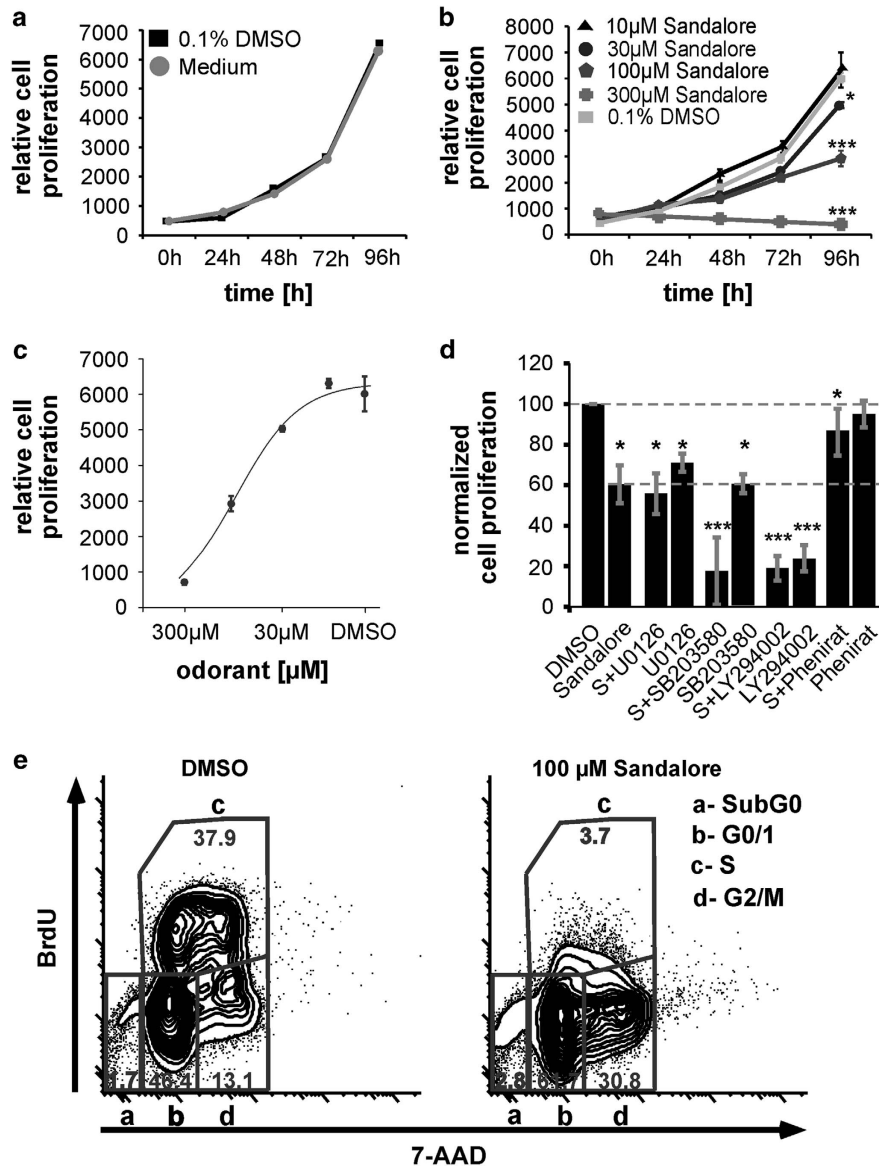 a
0.1% DMSO
Medium
relative cell
proliferation
7000
6000
5000
4000
3000
2000
1000
0
0h 24h 48h 72h 96h
time [h]
b
10µM Sandalore
30µM Sandalore
100µM Sandalore
300µM Sandalore
0.1% DMSO
relative cell
proliferation
8000
7000
6000
5000
4000
3000
2000
1000
0
*
***
***
0h 24h 48h 72h 96h
time [h]
c
relative cell
proliferation
7000
6000
5000
4000
3000
2000
1000
0
300µM 30µM DMSO
odorant [µM]
d
normalized
cell proliferation
120
100
80
60
40
20
0
* * * *** * *** *** *
DMSO
Sandalore
S+U0126
U0126
S+SB203580
SB203580
S+LY294002
LY294002
S+Phenirat
Phenirat
e
DMSO
100 µM Sandalore
BrdU
c
37.9
46.4 13.1
a b d
c
3.7
30.8
a b d
a- SubG0
b- G0/1
c- S
d- G2/M
7-AAD